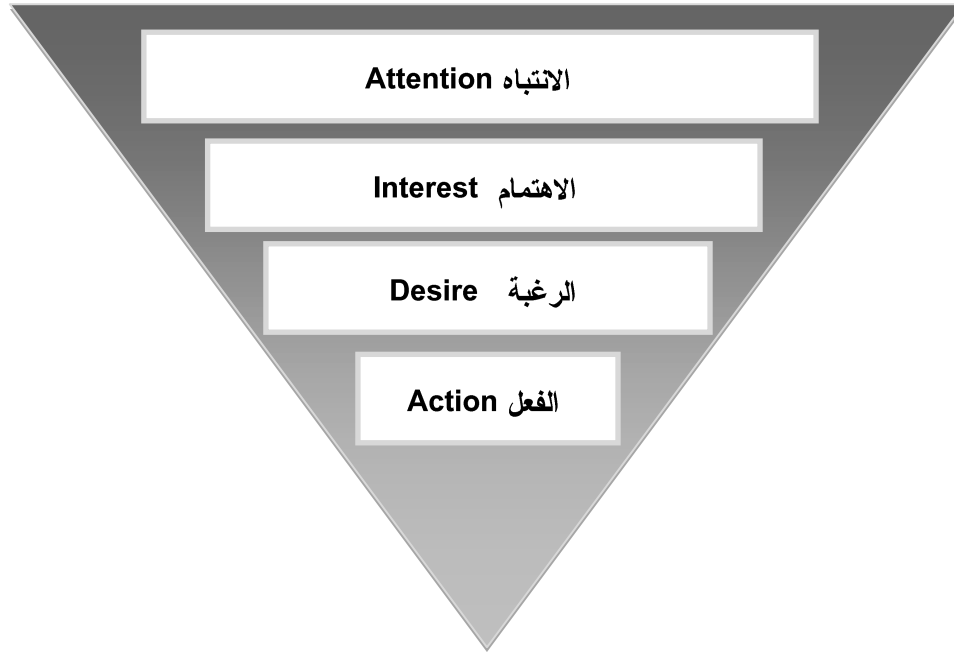 Attention الانتباه
Interest الاهتمام
Desire الرغبة
Action الفعل